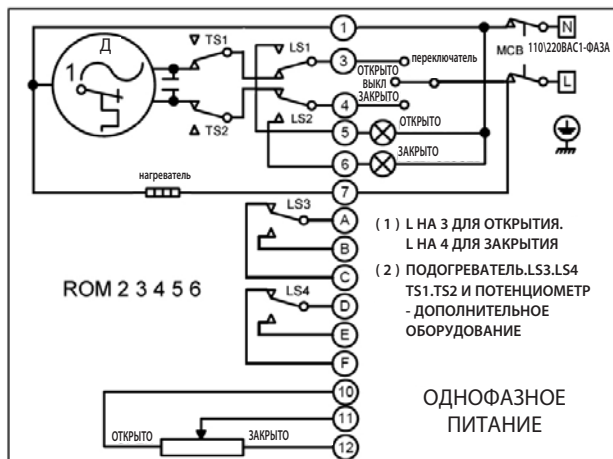 Д
1
TS1
TS2
LS1
LS2
1
3
4
5
6
7
переключатель
ОТКРЫТО
ВЫКЛ
ЗАКРЫТО
ОТКРЫТО
ЗАКРЫТО
MCB 110\220BAC1-ФАЗА
N
L
нагреватель
LS3
A
B
C
LS4
D
E
F
ROM 2 3 4 5 6
( 1 ) L НА 3 ДЛЯ ОТКРЫТИЯ.
L НА 4 ДЛЯ ЗАКРЫТИЯ
( 2 ) ПОДОГРЕВАТЕЛЬ.LS3.LS4
TS1.TS2 И ПОТЕНЦИОМЕТР
- ДОПОЛНИТЕЛЬНОЕ
ОБОРУДОВАНИЕ
10
11
12
ОТКРЫТО
ЗАКРЫТО
ОДНОФАЗНОЕ
ПИТАНИЕ